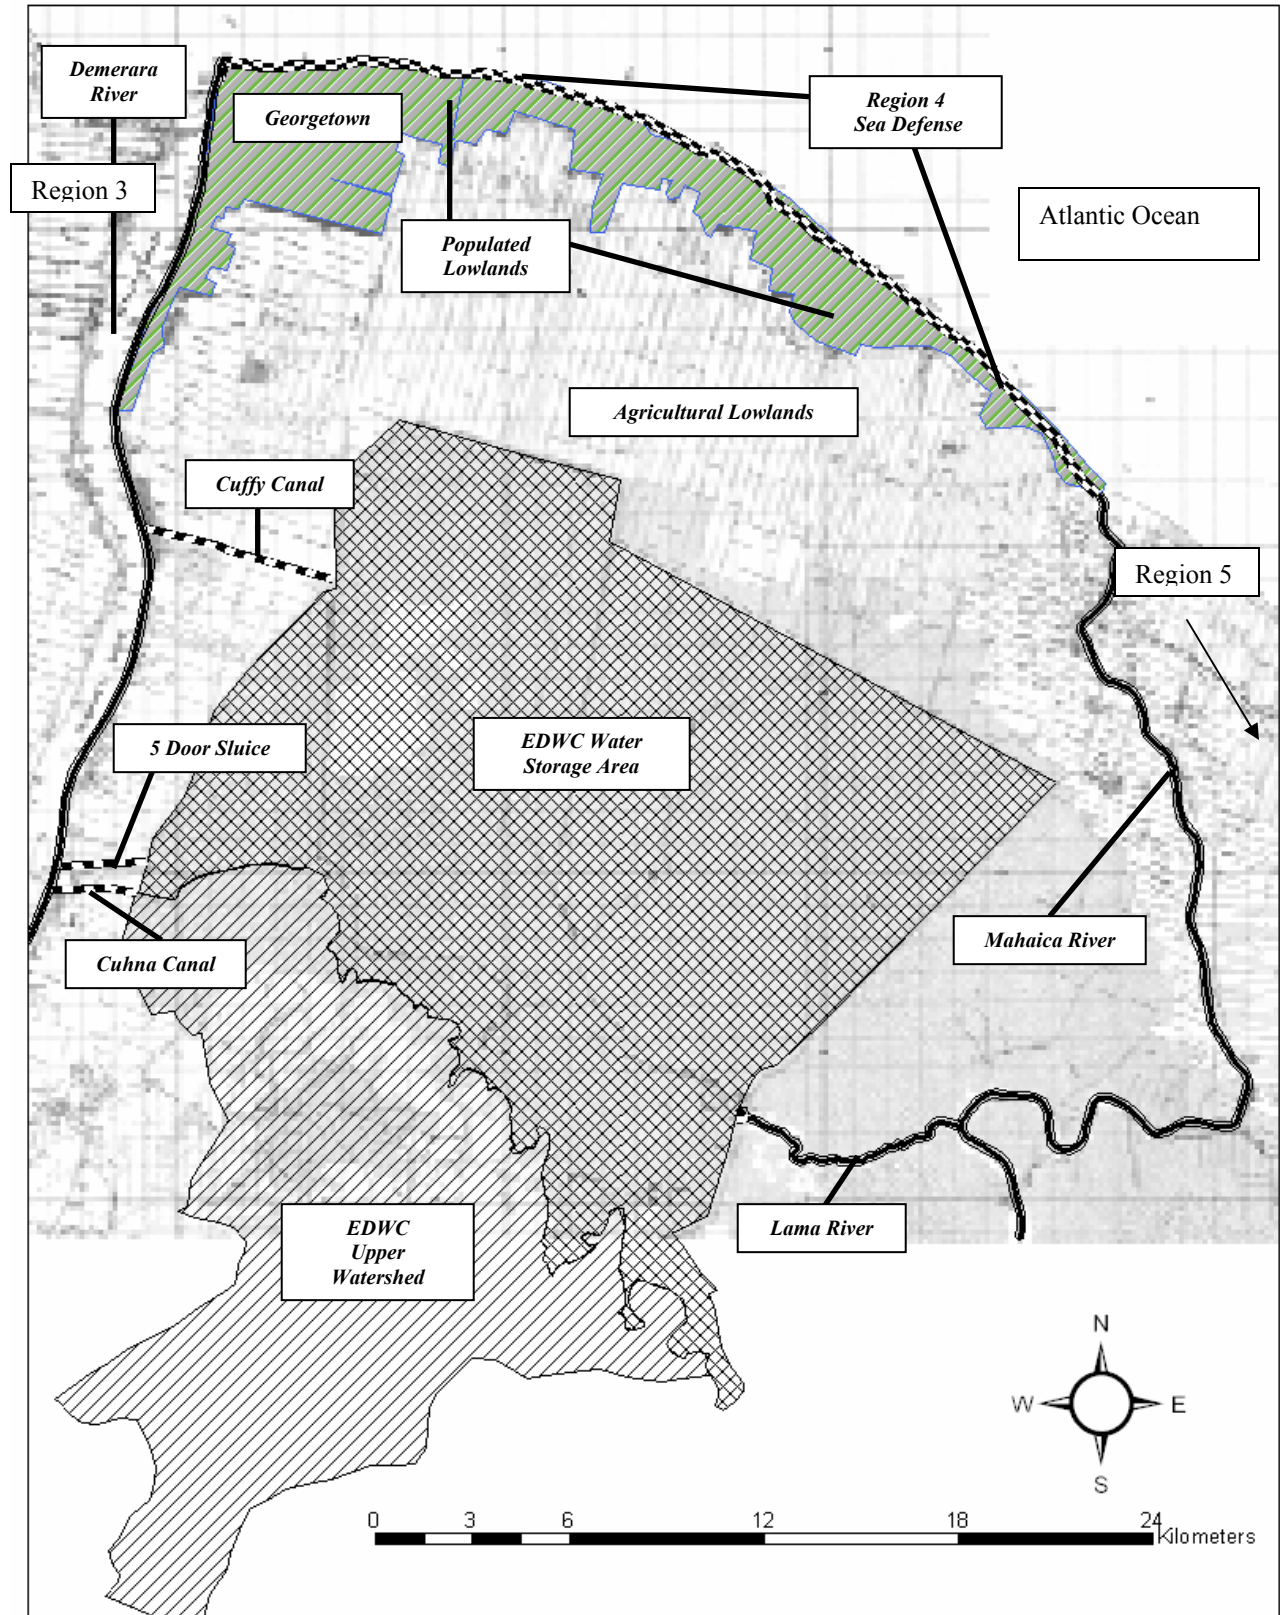 Demerara
River
Georgetown
Region 4
Sea Defense
Region 3
Atlantic Ocean
Populated
Lowlands
Agricultural Lowlands
Cuffy Canal
Region 5
5 Door Sluice
EDWC Water
Storage Area
Mahaica River
Cuhna Canal
Lama River
EDWC
Upper
Watershed
N
W
E
S
0 3 6 12 18 24
Kilometers